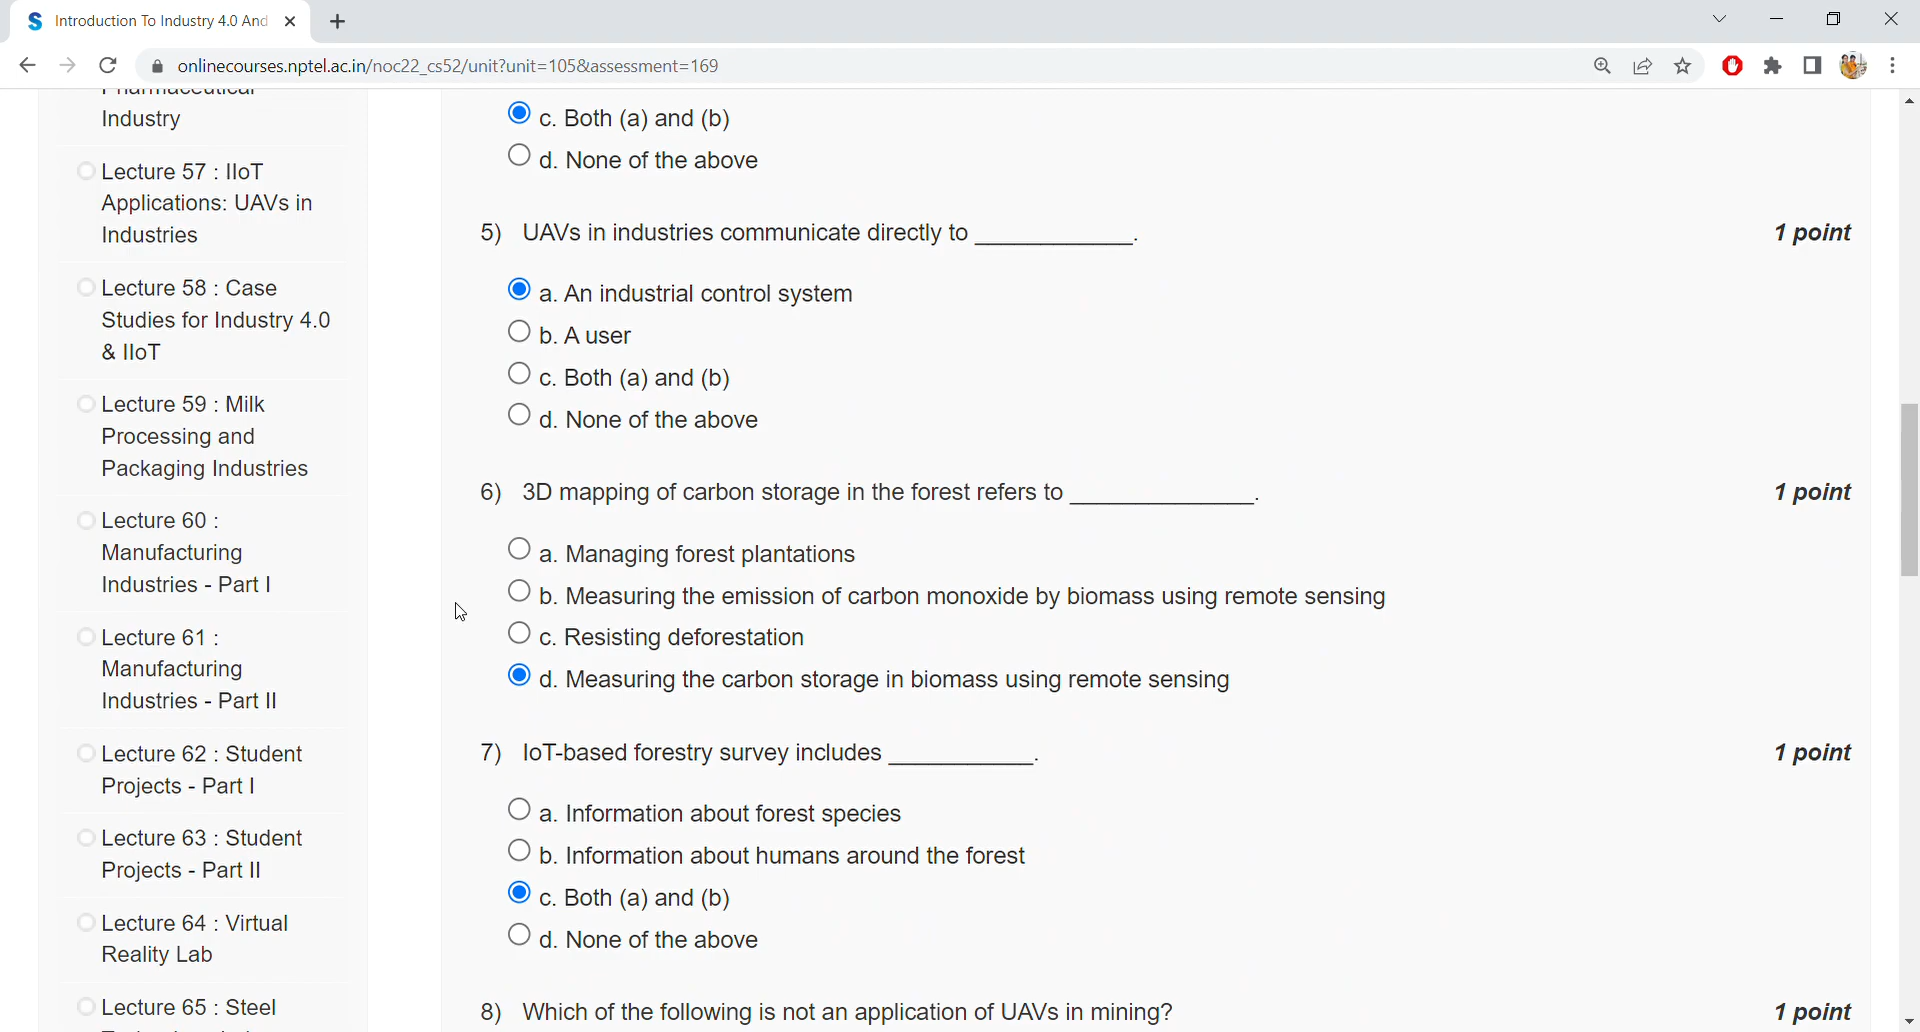 Introduction To Industry 4.0 And
onlinecourses.nptel.ac.in/noc22_cs52/unit?unit=105&assessment=169
Pharmaceutical
Industry
Lecture 57 : IIoT
Applications: UAVs in
Industries
Lecture 58 : Case
Studies for Industry 4.0
& IIoT
Lecture 59 : Milk
Processing and
Packaging Industries
Lecture 60 :
Manufacturing
Industries - Part I
Lecture 61 :
Manufacturing
Industries - Part II
Lecture 62 : Student
Projects - Part I
Lecture 63 : Student
Projects - Part II
Lecture 64 : Virtual
Reality Lab
Lecture 65 : Steel
c. Both (a) and (b)
d. None of the above
5) UAVs in industries communicate directly to ____________. 1 point
a. An industrial control system
b. A user
c. Both (a) and (b)
d. None of the above
6) 3D mapping of carbon storage in the forest refers to ______________. 1 point
a. Managing forest plantations
b. Measuring the emission of carbon monoxide by biomass using remote sensing
c. Resisting deforestation
d. Measuring the carbon storage in biomass using remote sensing
7) IoT-based forestry survey includes ___________. 1 point
a. Information about forest species
b. Information about humans around the forest
c. Both (a) and (b)
d. None of the above
8) Which of the following is not an application of UAVs in mining? 1 point